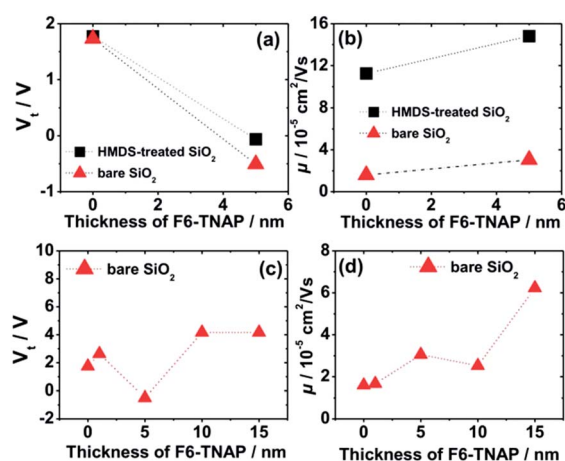 (a)
V_t / V
2
1
0
-1
0 2 4 6
HMDS-treated SiO₂
bare SiO₂
Thickness of F6-TNAP / nm
(b)
μ / 10⁻⁵ cm²/Vs
16
12
8
4
0
0 2 4 6
HMDS-treated SiO₂
bare SiO₂
Thickness of F6-TNAP / nm
(c)
V_t / V
10
8
6
4
2
0
-2
0 5 10 15
bare SiO₂
Thickness of F6-TNAP / nm
(d)
μ / 10⁻⁵ cm²/Vs
8
6
4
2
0
0 5 10 15
bare SiO₂
Thickness of F6-TNAP / nm